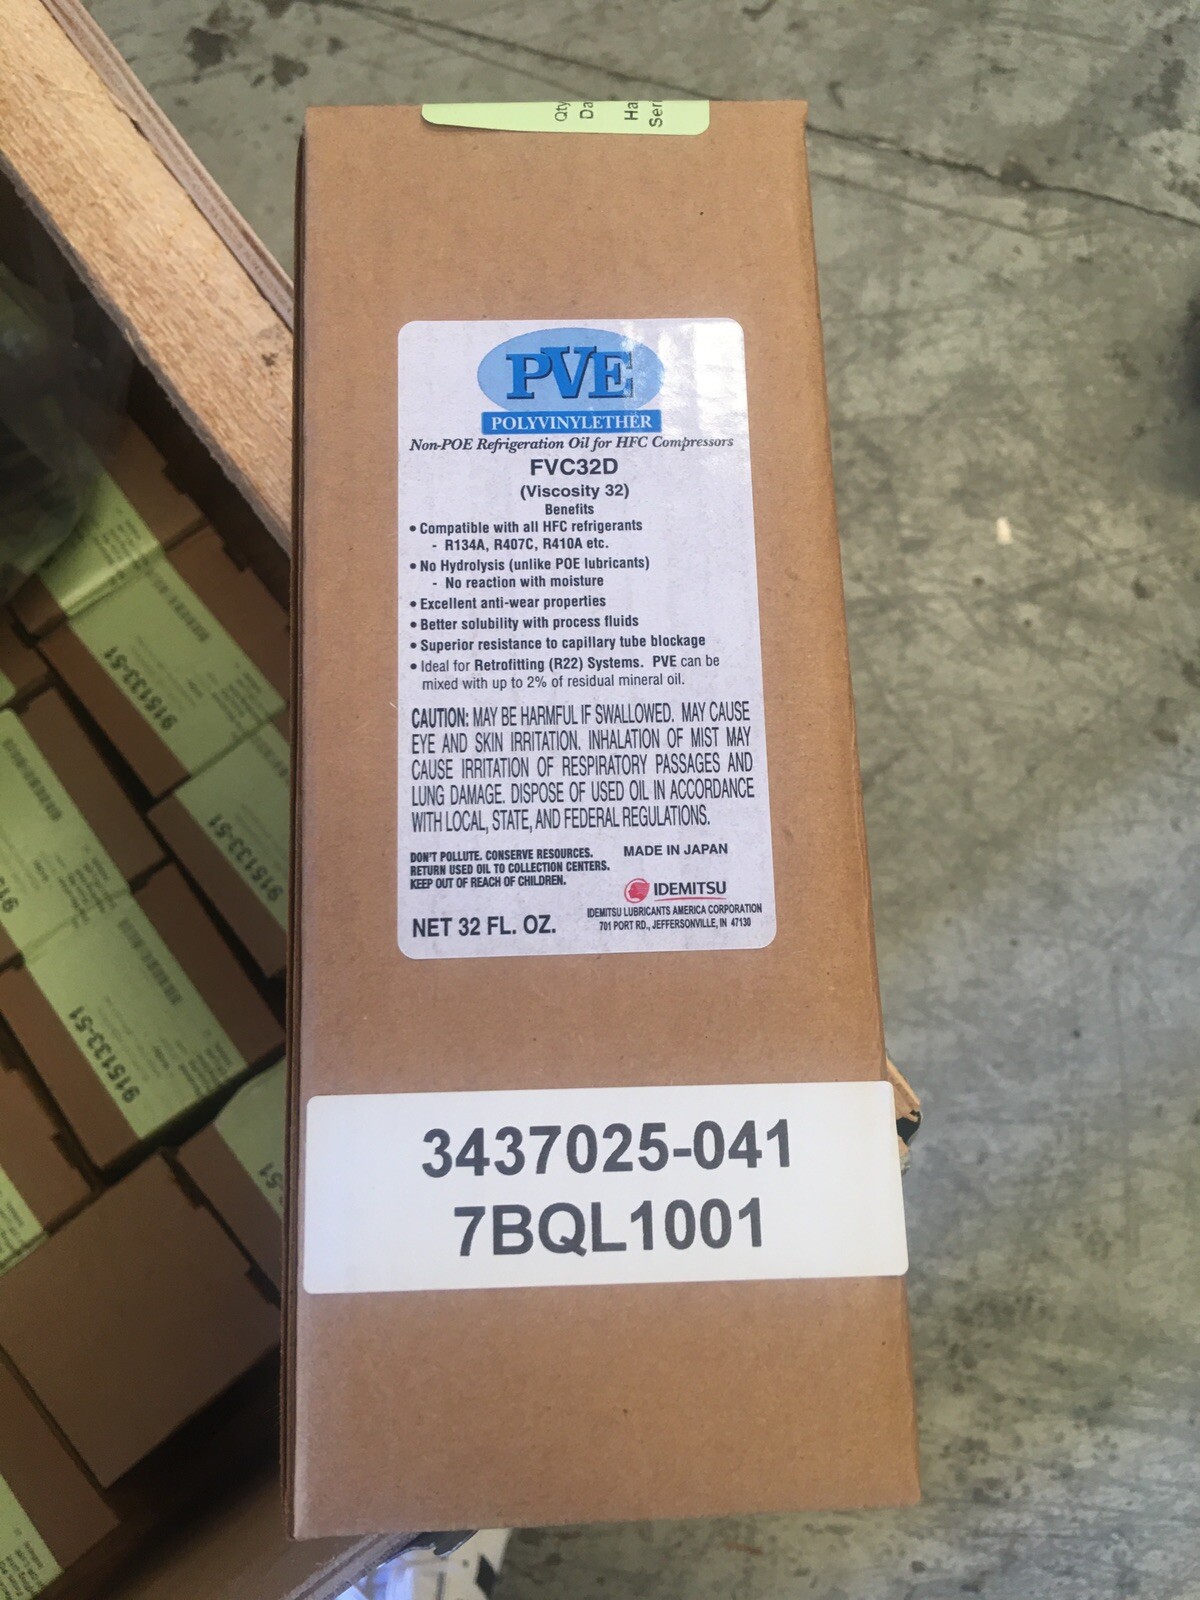 Qty
Da
Ha
Seri
PVE
POLYVINYLETHER
Non-POE Refrigeration Oil for HFC Compressors
FVC32D
(Viscosity 32)
Benefits
• Compatible with all HFC refrigerants
- R134A, R407C, R410A etc.
• No Hydrolysis (unlike POE lubricants)
- No reaction with moisture
• Excellent anti-wear properties
• Better solubility with process fluids
• Superior resistance to capillary tube blockage
• Ideal for Retrofitting (R22) Systems. PVE can be
mixed with up to 2% of residual mineral oil.
CAUTION: MAY BE HARMFUL IF SWALLOWED. MAY CAUSE
EYE AND SKIN IRRITATION. INHALATION OF MIST MAY
CAUSE IRRITATION OF RESPIRATORY PASSAGES AND
LUNG DAMAGE. DISPOSE OF USED OIL IN ACCORDANCE
WITH LOCAL, STATE, AND FEDERAL REGULATIONS.
DON'T POLLUTE. CONSERVE RESOURCES.
RETURN USED OIL TO COLLECTION CENTERS.
KEEP OUT OF REACH OF CHILDREN.
MADE IN JAPAN
IDEMITSU
IDEMITSU LUBRICANTS AMERICA CORPORATION
701 PORT RD., JEFFERSONVILLE, IN 47130
NET 32 FL. OZ.
3437025-041
7BQL1001
915133-51
915133-51
915133-51